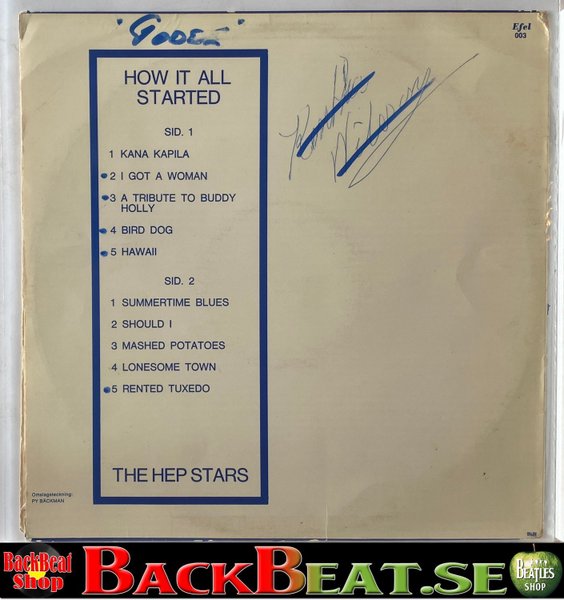 Efel
003
HOW IT ALL
STARTED
SID. 1
1 KANA KAPILA
2 I GOT A WOMAN
3 A TRIBUTE TO BUDDY
HOLLY
4 BIRD DOG
5 HAWAII
SID. 2
1 SUMMERTIME BLUES
2 SHOULD I
3 MASHED POTATOES
4 LONESOME TOWN
5 RENTED TUXEDO
THE HEP STARS
Omslagsteckning:
PY BÄCKMAN
BackBeat
Shop
BACKBEAT.SE
BEATLES
SHOP